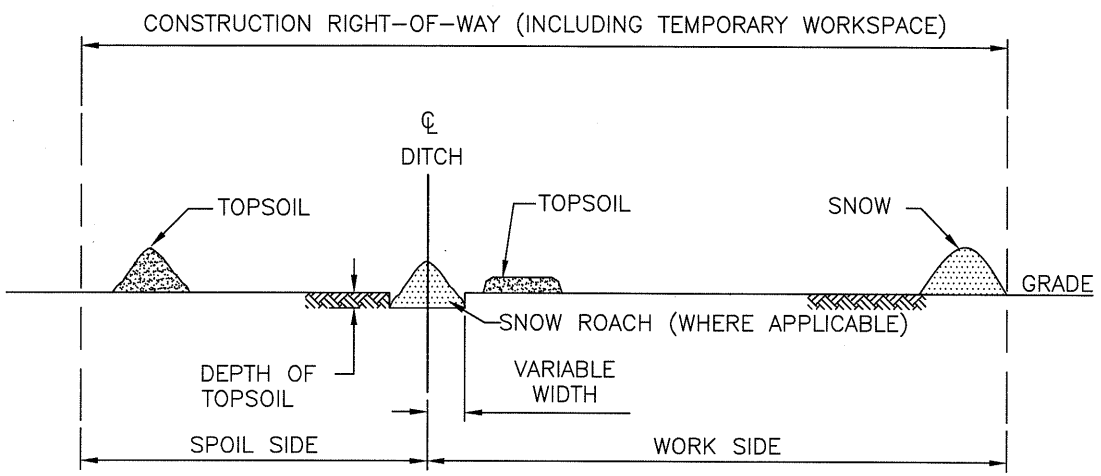 CONSTRUCTION RIGHT-OF-WAY (INCLUDING TEMPORARY WORKSPACE)
℄
DITCH
TOPSOIL
TOPSOIL
SNOW
GRADE
SNOW ROACH (WHERE APPLICABLE)
DEPTH OF
TOPSOIL
VARIABLE
WIDTH
SPOIL SIDE
WORK SIDE